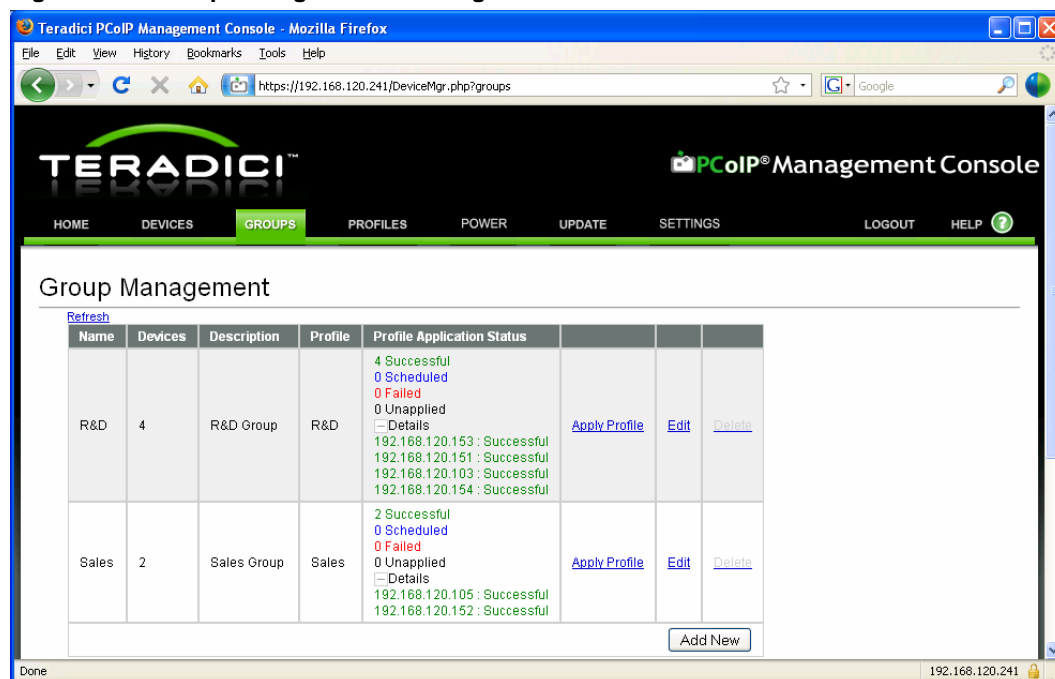 Teradici PCoIP Management Console - Mozilla Firefox
File Edit View History Bookmarks Tools Help
https://192.168.120.241/DeviceMgr.php?groups
G Google
TERADICI™
PCoIP® Management Console
HOME DEVICES GROUPS PROFILES POWER UPDATE SETTINGS LOGOUT HELP ?
Group Management
Refresh
Name Devices Description Profile Profile Application Status
R&D 4 R&D Group R&D
4 Successful
0 Scheduled
0 Failed
0 Unapplied
Details
192.168.120.153 : Successful
192.168.120.151 : Successful
192.168.120.103 : Successful
192.168.120.154 : Successful
Apply Profile Edit Delete
Sales 2 Sales Group Sales
2 Successful
0 Scheduled
0 Failed
0 Unapplied
Details
192.168.120.105 : Successful
192.168.120.152 : Successful
Apply Profile Edit Delete
Add New
Done 192.168.120.241